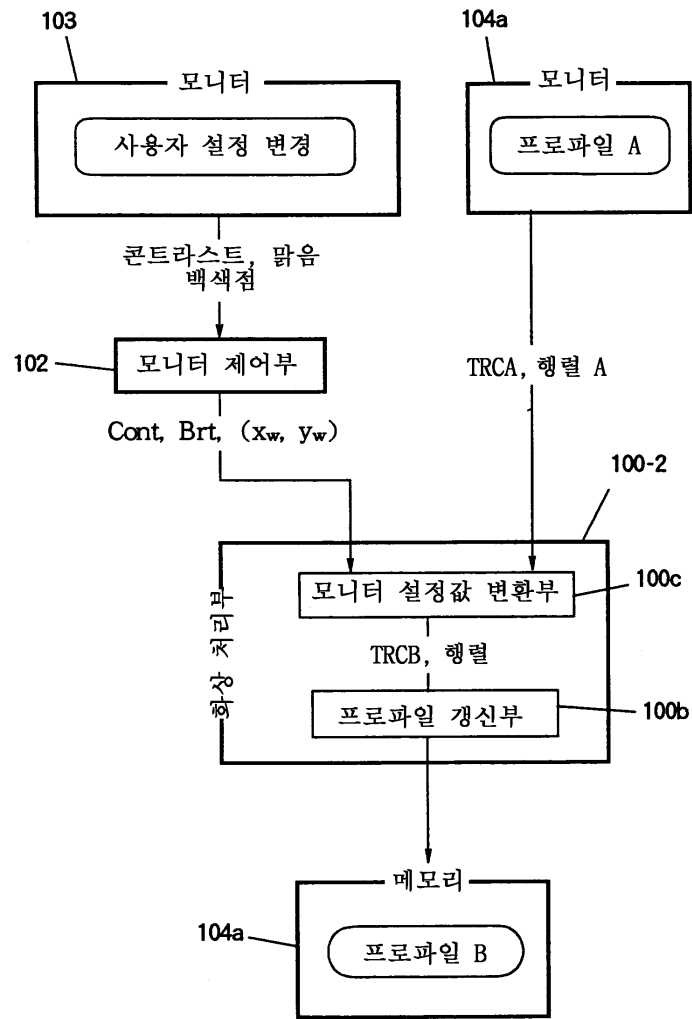 103
모니터
사용자 설정 변경
104a
모니터
프로파일 A
콘트라스트, 맑음
백색점
102
모니터 제어부
TRCA, 행렬 A
Cont, Brt, (xw, yw)
100-2
화상 처리부
모니터 설정값 변환부
100c
TRCB, 행렬
프로파일 갱신부
100b
메모리
104a
프로파일 B